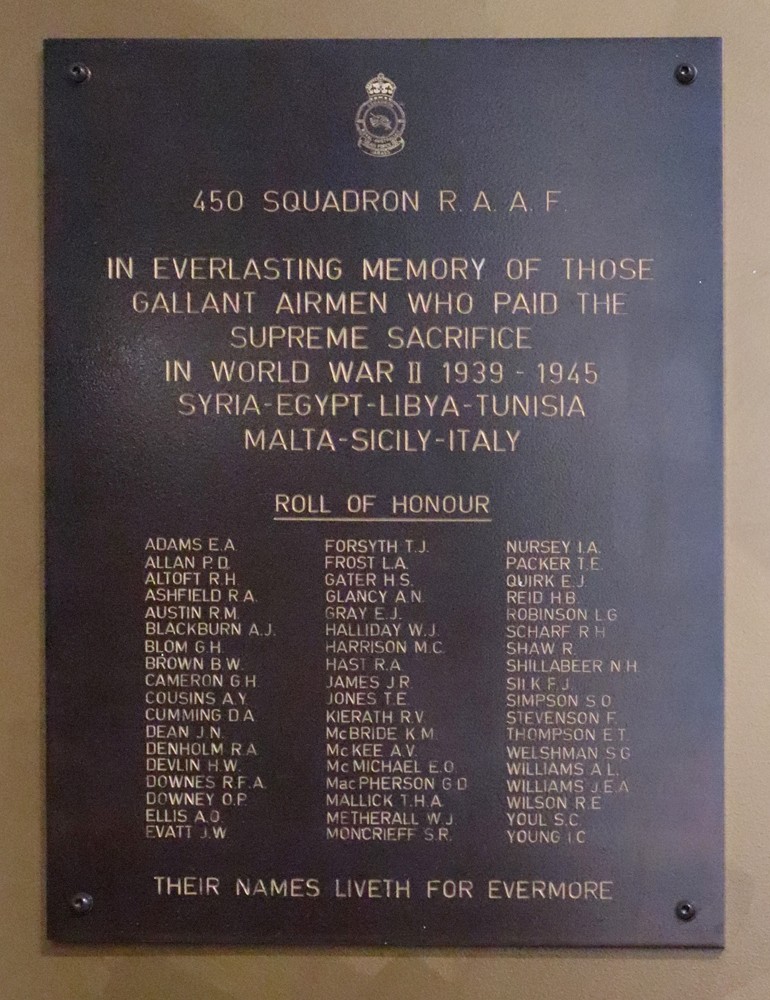 450 SQUADRON R. A. A. F.
IN EVERLASTING MEMORY OF THOSE
GALLANT AIRMEN WHO PAID THE
SUPREME SACRIFICE
IN WORLD WAR II 1939 - 1945
SYRIA-EGYPT-LIBYA-TUNISIA
MALTA-SICILY-ITALY
ROLL OF HONOUR
ADAMS E.A.
ALLAN P.D.
ALTOFT R.H.
ASHFIELD R.A.
AUSTIN R.M.
BLACKBURN A.J.
BLOM G.H.
BROWN B.W.
CAMERON G.H.
COUSINS A.Y.
CUMMING D.A.
DEAN J.N.
DENHOLM R.A.
DEVLIN H.W.
DOWNES R.F.A.
DOWNEY O.P.
ELLIS A.O.
EVATT J.W.
FORSYTH T.J.
FROST L.A.
GATER H.S.
GLANCY A.N.
GRAY E.J.
HALLIDAY W.J.
HARRISON M.C.
HAST R.A.
JAMES J.R.
JONES T.E.
KIERATH R.V.
McBRIDE K.M.
McKEE A.V.
McMICHAEL E.O.
MacPHERSON G.D.
MALLICK T.H.A.
METHERALL W.J.
MONCRIEFF S.R.
NURSEY I.A.
PACKER T.E.
QUIRK E.J.
REID H.B.
ROBINSON L.G.
SCHARF R.H.
SHAW R.
SHILLABEER N.H.
SILK F.J.
SIMPSON S.O.
STEVENSON F.
THOMPSON E.T.
WELSHMAN S.G.
WILLIAMS A.L.
WILLIAMS J.E.A.
WILSON R.E.
YOUL S.C.
YOUNG I.C.
THEIR NAMES LIVETH FOR EVERMORE